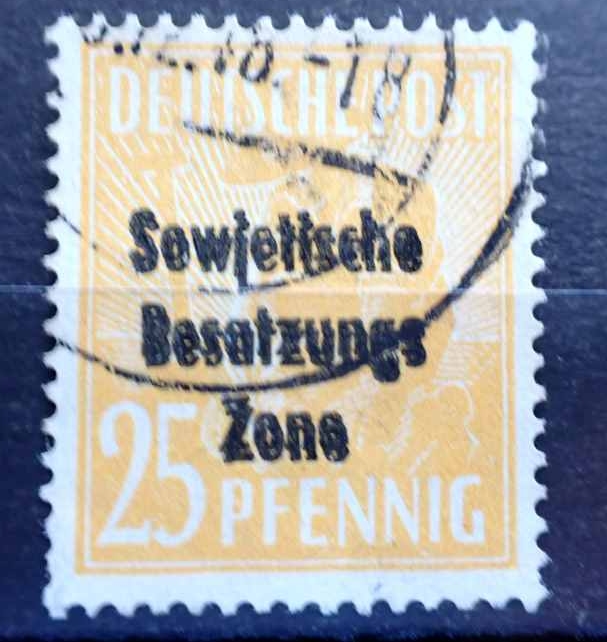 DEUTSCHE POST
Sowjetische
Besatzungs
Zone
25 PFENNIG